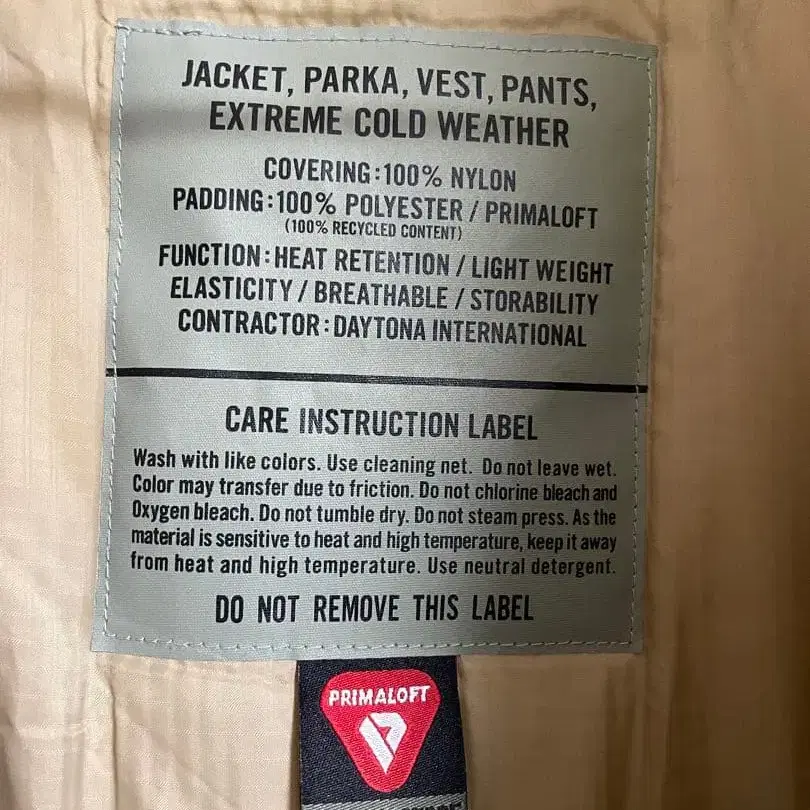 JACKET, PARKA, VEST, PANTS,
EXTREME COLD WEATHER
COVERING:100% NYLON
PADDING:100% POLYESTER / PRIMALOFT
(100% RECYCLED CONTENT)
FUNCTION:HEAT RETENTION / LIGHT WEIGHT
ELASTICITY / BREATHABLE / STORABILITY
CONTRACTOR:DAYTONA INTERNATIONAL
CARE INSTRUCTION LABEL
Wash with like colors. Use cleaning net. Do not leave wet.
Color may transfer due to friction. Do not chlorine bleach and
Oxygen bleach. Do not tumble dry. Do not steam press. As the
material is sensitive to heat and high temperature, keep it away
from heat and high temperature. Use neutral detergent.
DO NOT REMOVE THIS LABEL
PRIMALOFT